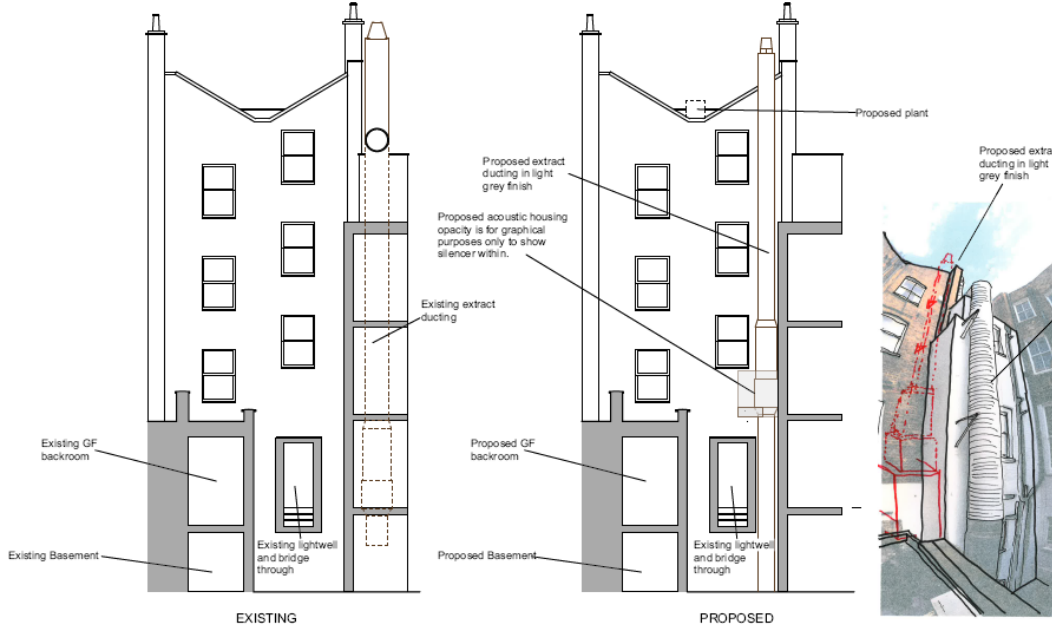 Proposed plant
Proposed extract
ducting in light
grey finish
Proposed acoustic housing
opacity is for graphical
purposes only to show
silencer within.
Existing extract
ducting
Existing GF
backroom
Existing Basement
Existing lightwell
and bridge
through
EXISTING
Proposed GF
backroom
Proposed Basement
Existing lightwell
and bridge
through
PROPOSED
Proposed extra
ducting in light
grey finish